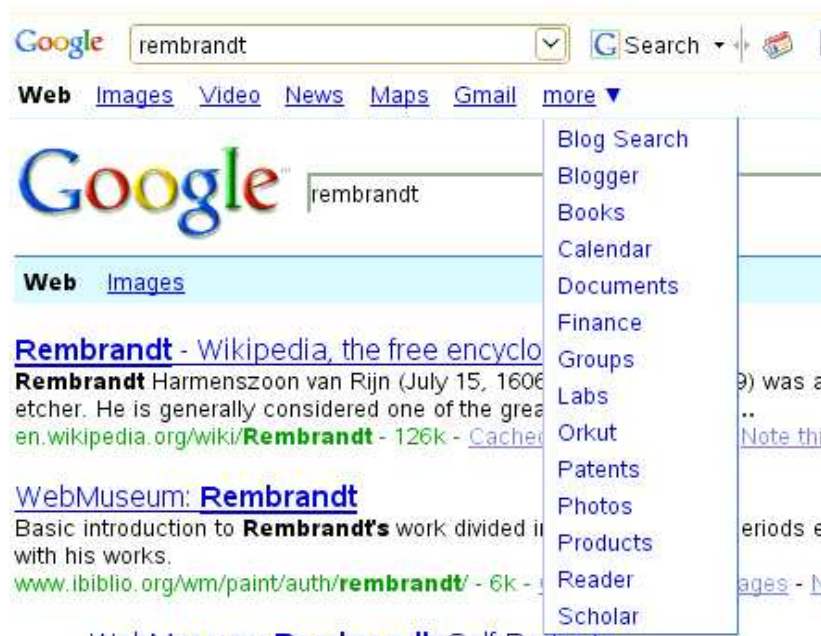 Google rembrandt G Search
Web Images Video News Maps Gmail more ▼
Blog Search
Blogger
Books
Calendar
Documents
Finance
Groups
Labs
Orkut
Patents
Photos
Products
Reader
Scholar
Google rembrandt
Web Images
Rembrandt - Wikipedia, the free encyclo
Rembrandt Harmenszoon van Rijn (July 15, 1606 9) was a
etcher. He is generally considered one of the grea ..
en.wikipedia.org/wiki/Rembrandt - 126k - Cached Note thi
WebMuseum: Rembrandt
Basic introduction to Rembrandt's work divided i eriods e
with his works.
www.ibiblio.org/wm/paint/auth/rembrandt/ - 6k - ages - N